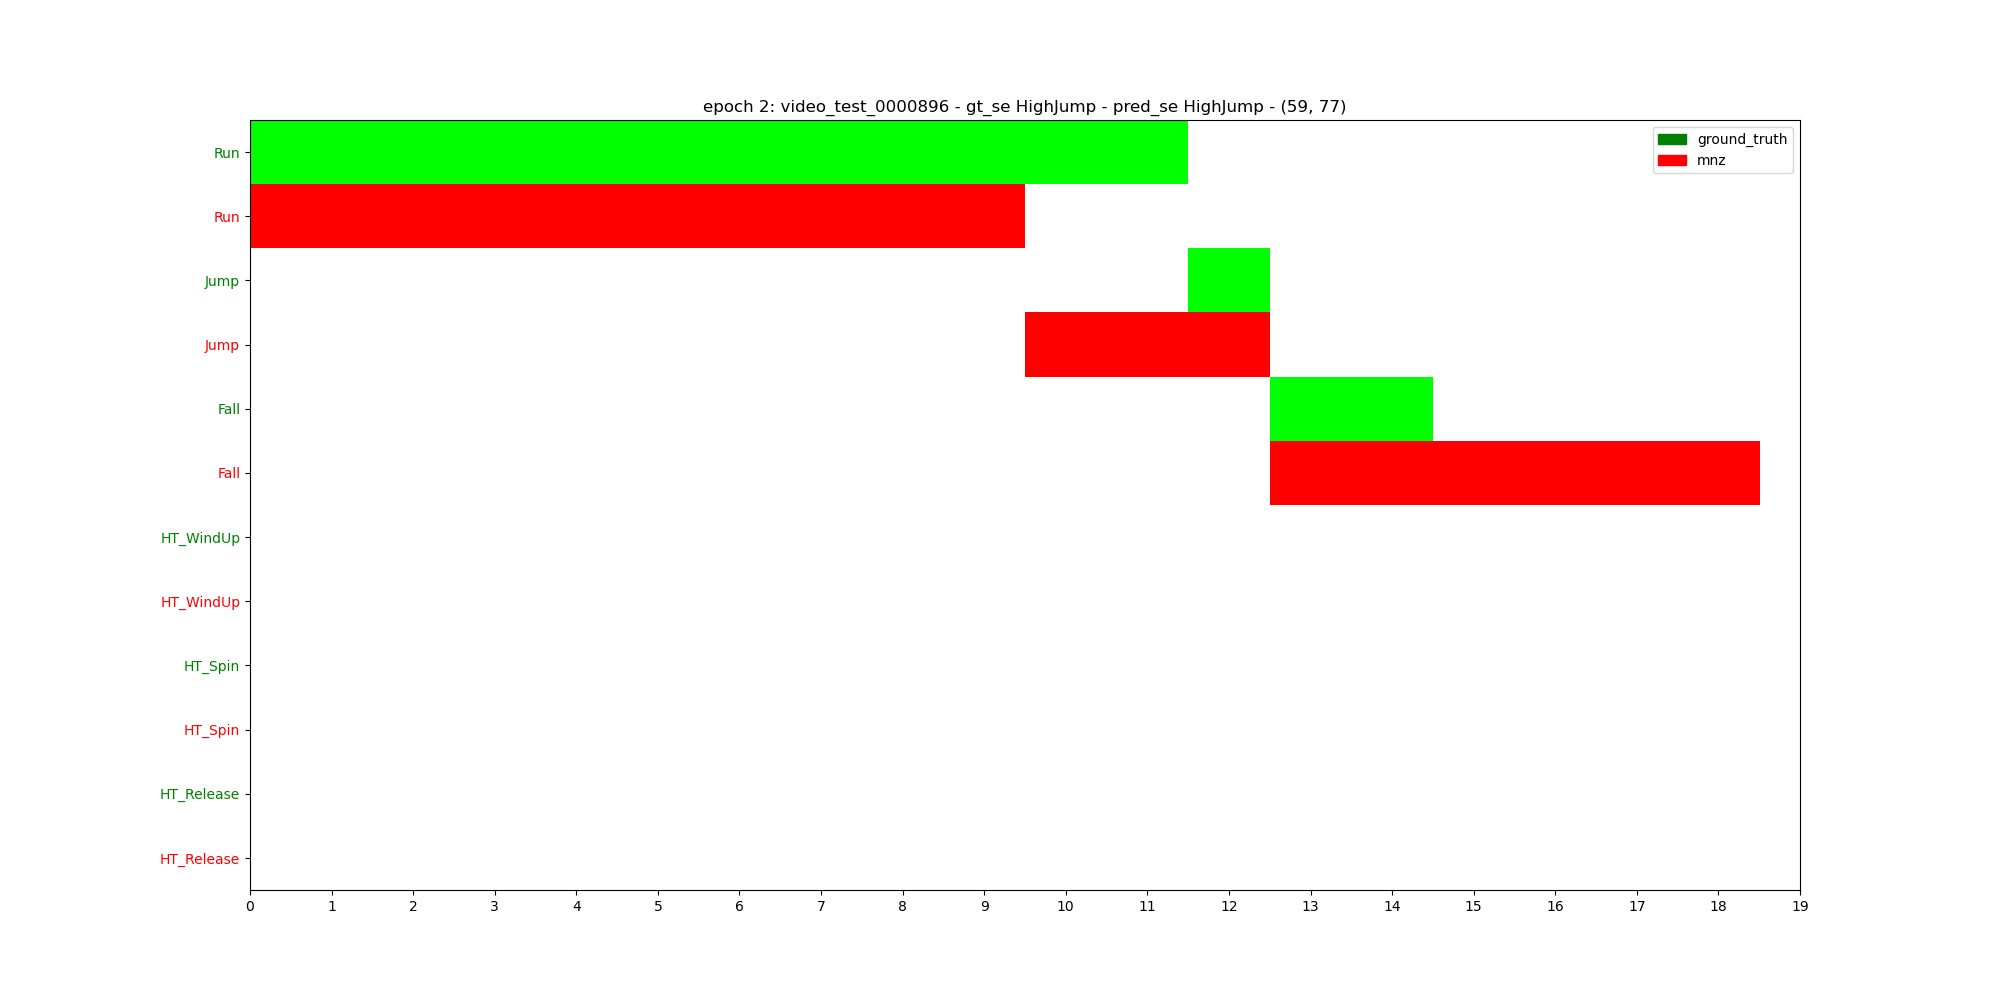 epoch 2: video_test_0000896 - gt_se HighJump - pred_se HighJump - (59, 77)
ground_truth
mnz
Run
Run
Jump
Jump
Fall
Fall
HT_WindUp
HT_WindUp
HT_Spin
HT_Spin
HT_Release
HT_Release
0 1 2 3 4 5 6 7 8 9 10 11 12 13 14 15 16 17 18 19